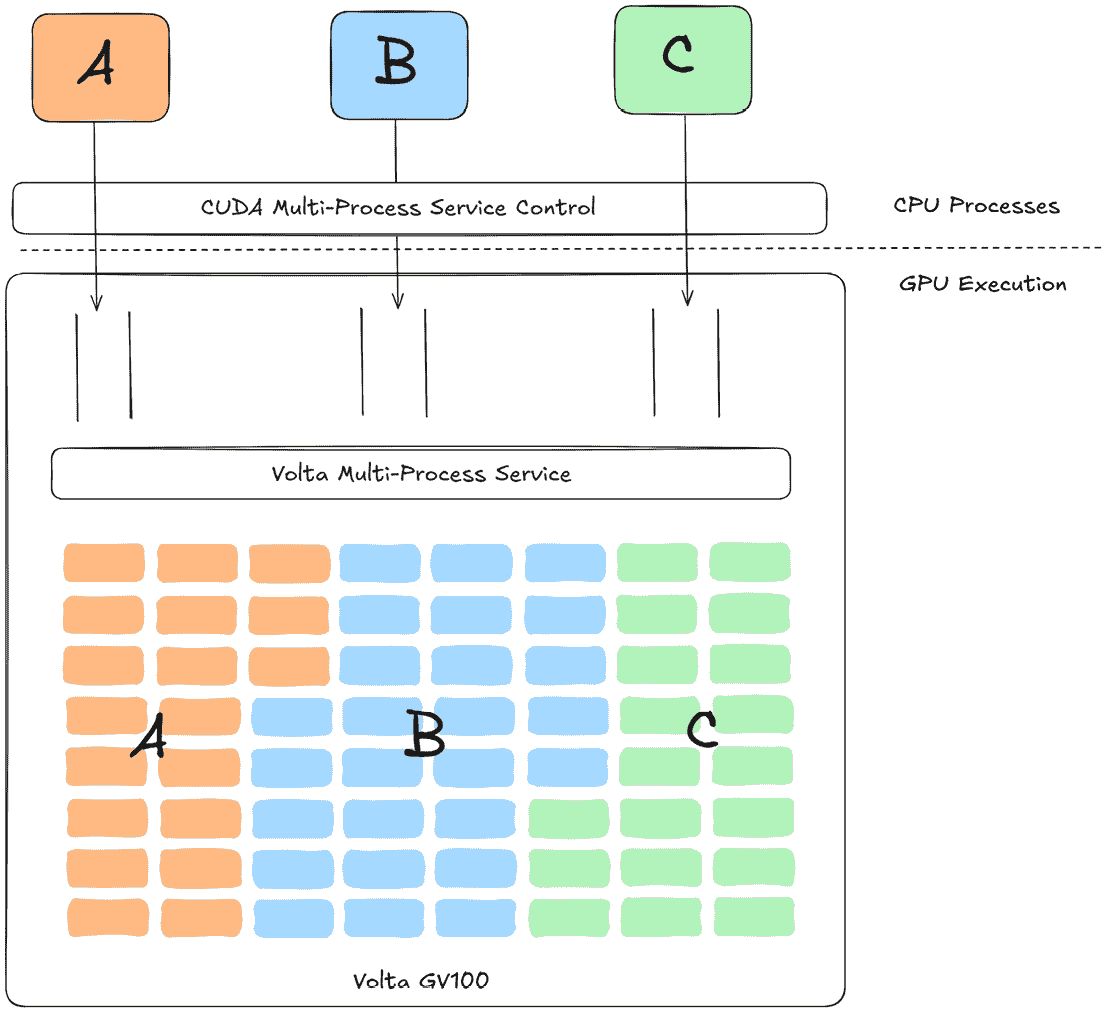 A
B
C
CUDA Multi-Process Service Control
CPU Processes
GPU Execution
Volta Multi-Process Service
A
B
C
Volta GV100